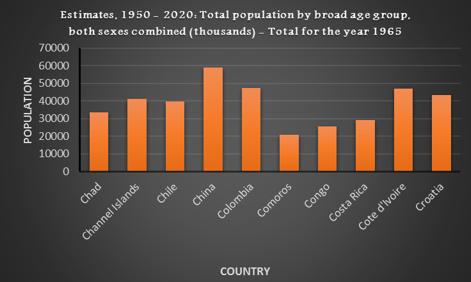 Estimates, 1950 - 2020: Total population by broad age group,
both sexes combined (thousands) - Total for the year 1965
POPULATION
70000
60000
50000
40000
30000
20000
10000
0
Chad
Channel Islands
Chile
China
Colombia
Comoros
Congo
Costa Rica
Cote d'Ivoire
Croatia
COUNTRY